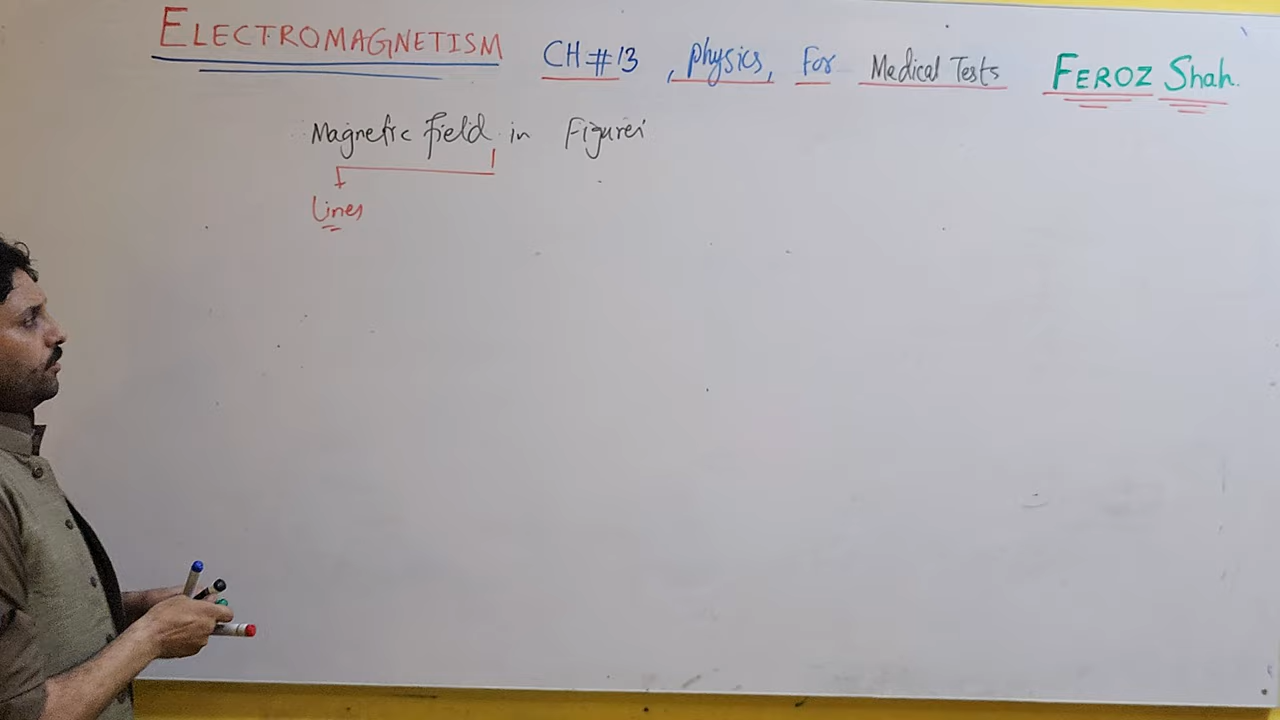 ELECTROMAGNETISM CH#13, Physics, For Medical Tests FEROZ Shah.
Magnetic Field in Figures
Lines